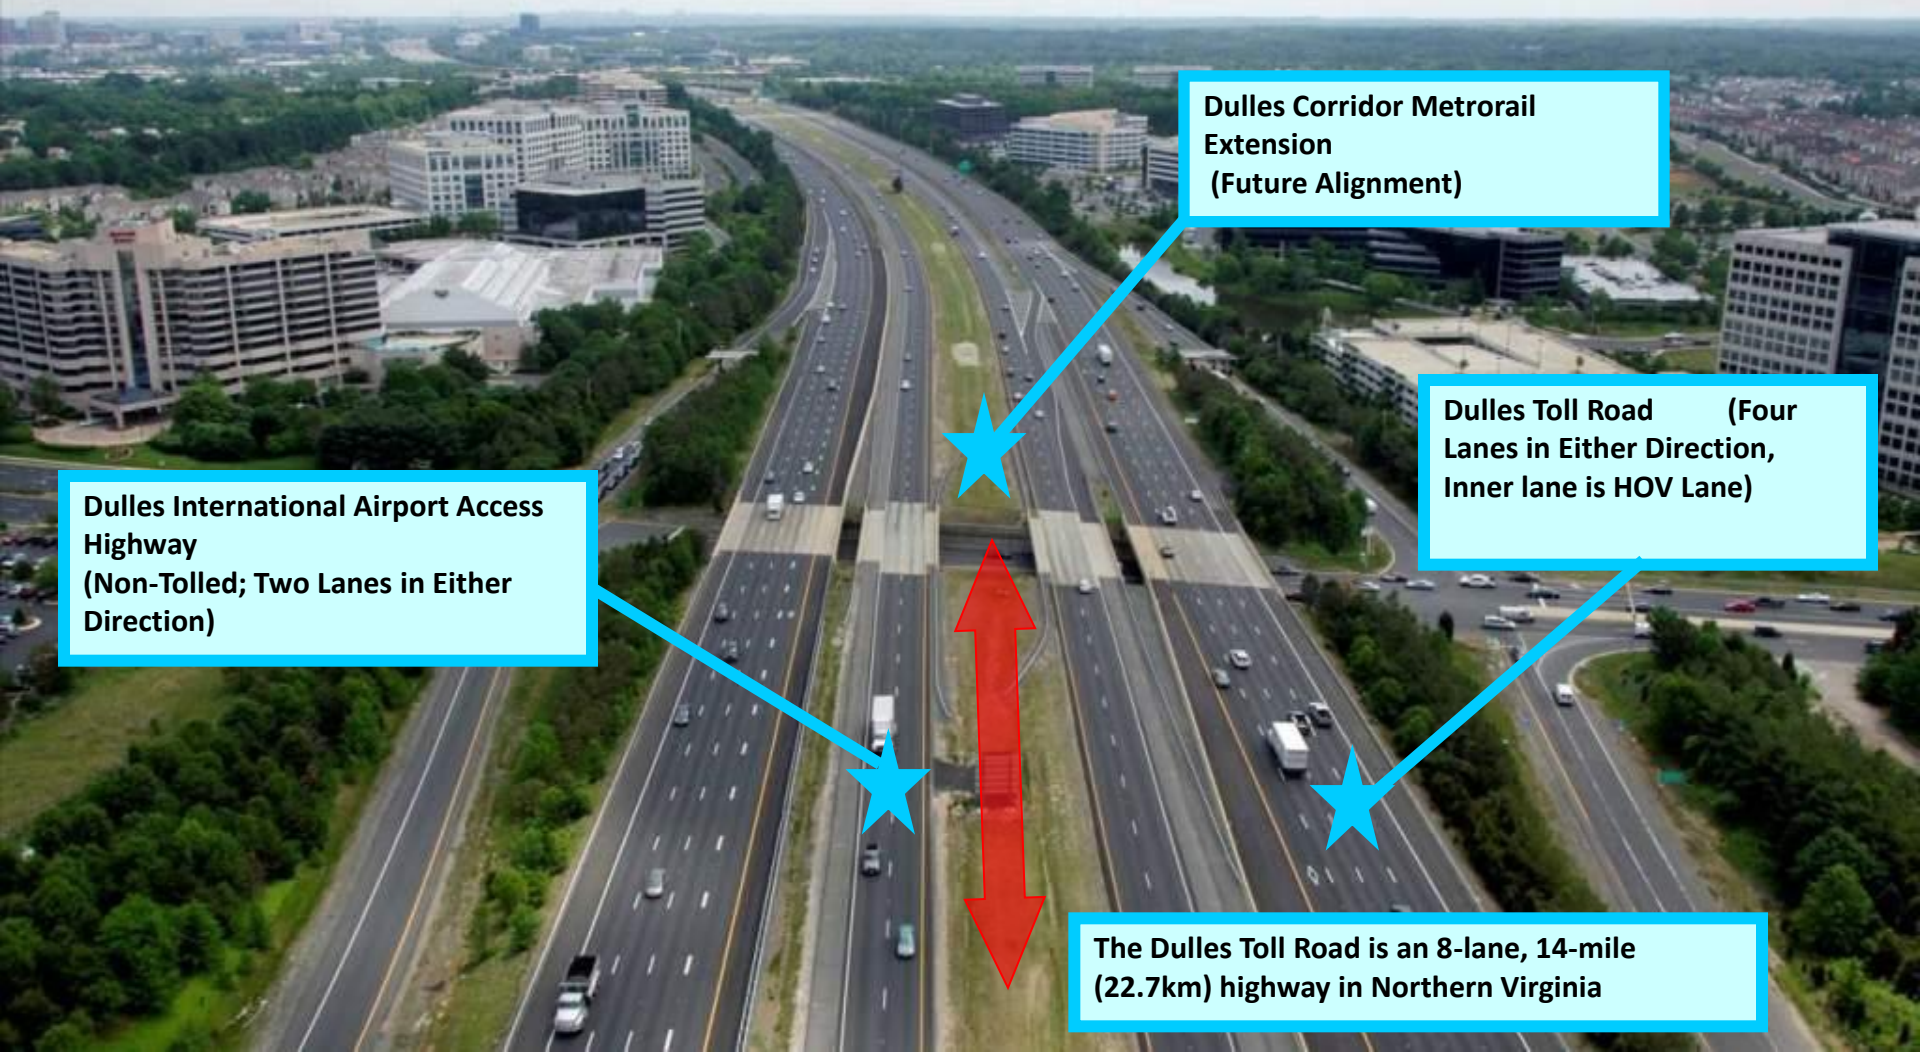 Dulles Corridor Metrorail
Extension
(Future Alignment)
Dulles Toll Road (Four
Lanes in Either Direction,
Inner lane is HOV Lane)
Dulles International Airport Access
Highway
(Non-Tolled; Two Lanes in Either
Direction)
The Dulles Toll Road is an 8-lane, 14-mile
(22.7km) highway in Northern Virginia